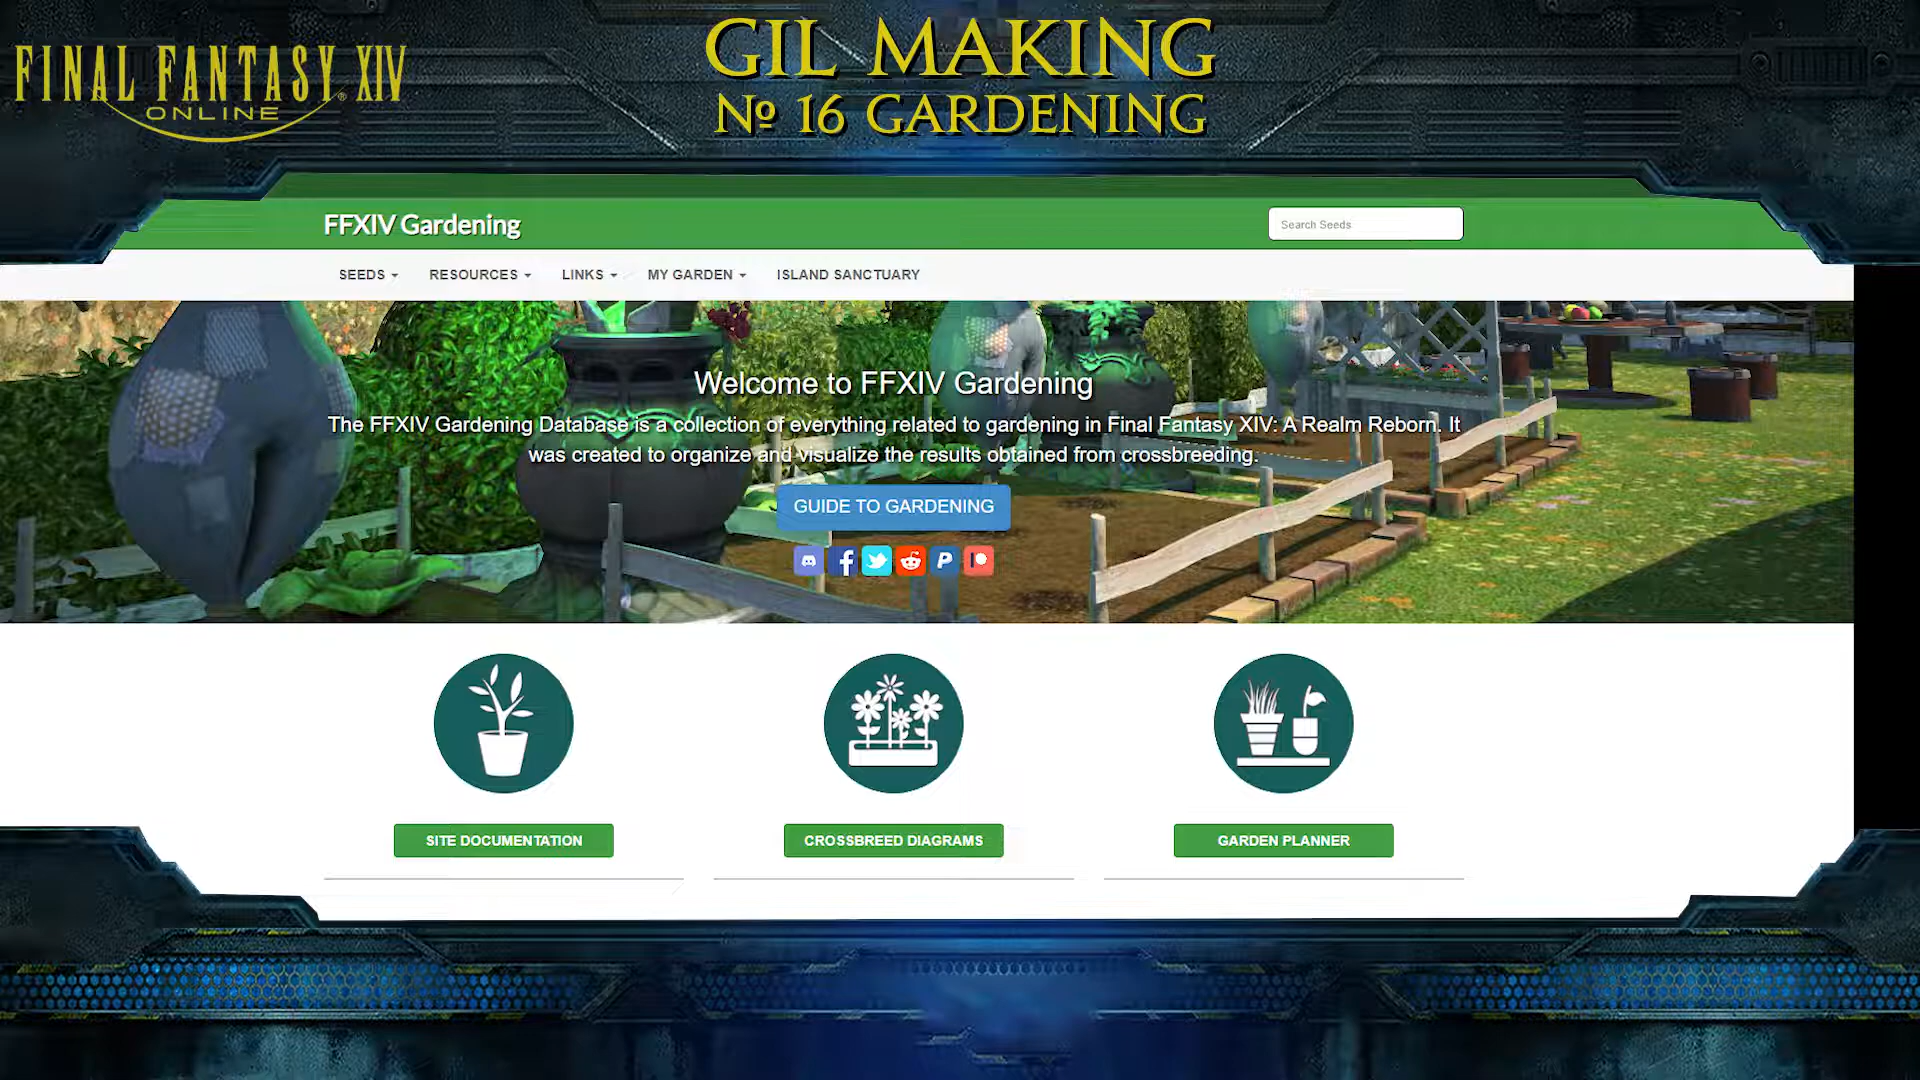 FINAL FANTASY XIV
ONLINE
GIL MAKING
№ 16 GARDENING
FFXIV Gardening
Search Seeds
SEEDS
RESOURCES
LINKS
MY GARDEN
ISLAND SANCTUARY
Welcome to FFXIV Gardening
The FFXIV Gardening Database is a collection of everything related to gardening in Final Fantasy XIV: A Realm Reborn. It
was created to organize and visualize the results obtained from crossbreeding.
GUIDE TO GARDENING
SITE DOCUMENTATION
CROSSBREED DIAGRAMS
GARDEN PLANNER